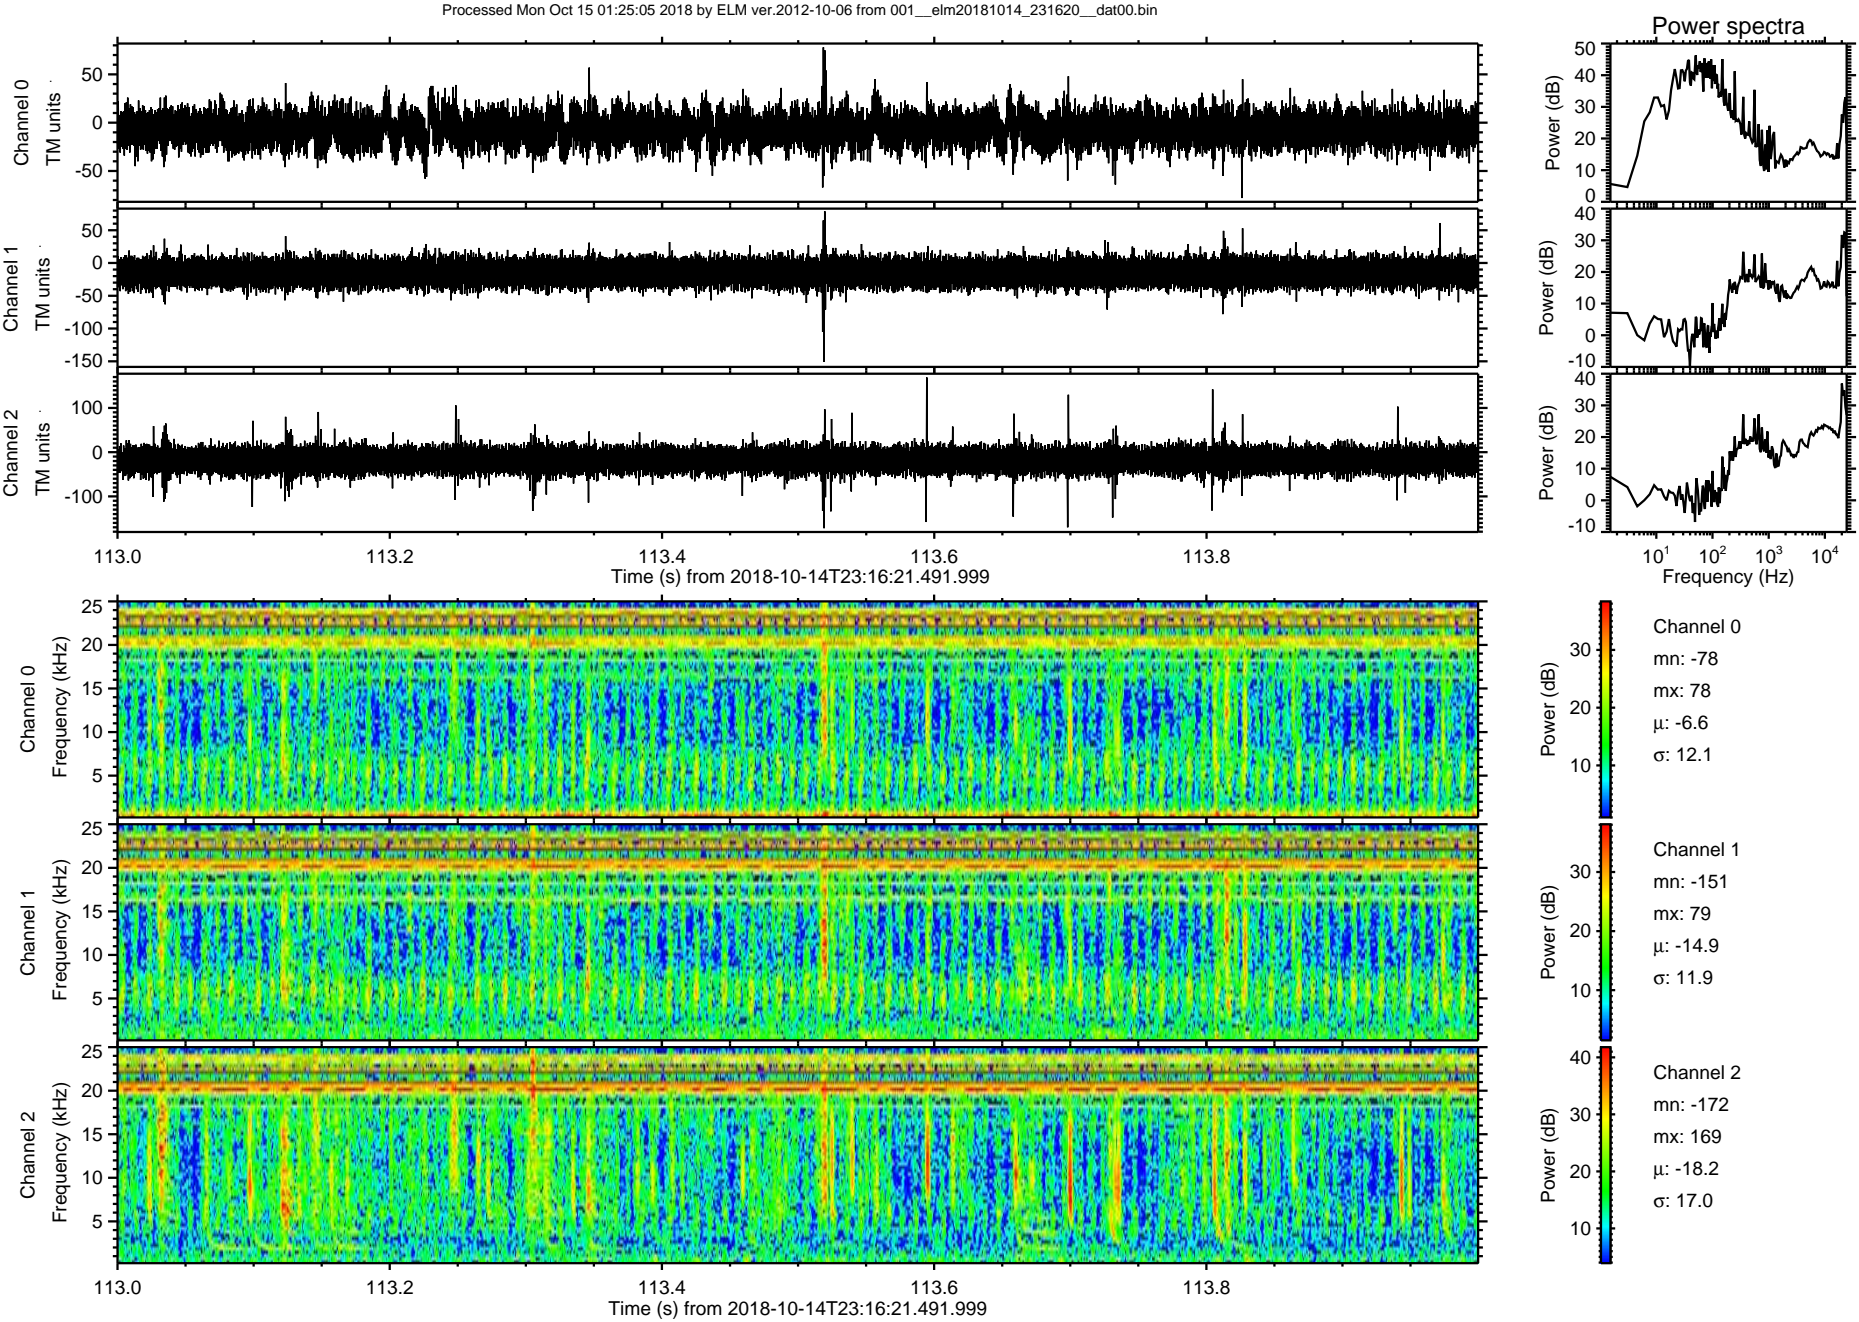 Processed Mon Oct 15 01:25:05 2018 by ELM ver.2012-10-06 from 001__elm20181014_231620__dat00.bin
Power spectra
Channel 0
TM units
50
0
-50
Power (dB)
50
40
30
20
10
0
Channel 1
TM units
50
0
-50
-100
-150
Power (dB)
40
30
20
10
0
-10
Channel 2
TM units
100
0
-100
Power (dB)
40
30
20
10
0
-10
113.0 113.2 113.4 113.6 113.8
Time (s) from 2018-10-14T23:16:21.491.999
10^1 10^2 10^3 10^4
Frequency (Hz)
Channel 0
Frequency (kHz)
25
20
15
10
5
Power (dB)
30
20
10
Channel 0
mn: -78
mx: 78
μ: -6.6
σ: 12.1
Channel 1
Frequency (kHz)
25
20
15
10
5
Power (dB)
30
20
10
Channel 1
mn: -151
mx: 79
μ: -14.9
σ: 11.9
Channel 2
Frequency (kHz)
25
20
15
10
5
Power (dB)
40
30
20
10
Channel 2
mn: -172
mx: 169
μ: -18.2
σ: 17.0
113.0 113.2 113.4 113.6 113.8
Time (s) from 2018-10-14T23:16:21.491.999